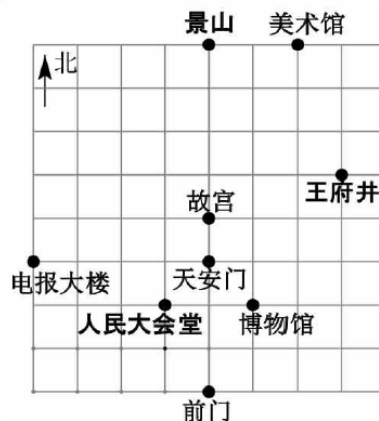 景山 美术馆
北
王府井
故宫
电报大楼 天安门
人民大会堂 博物馆
前门